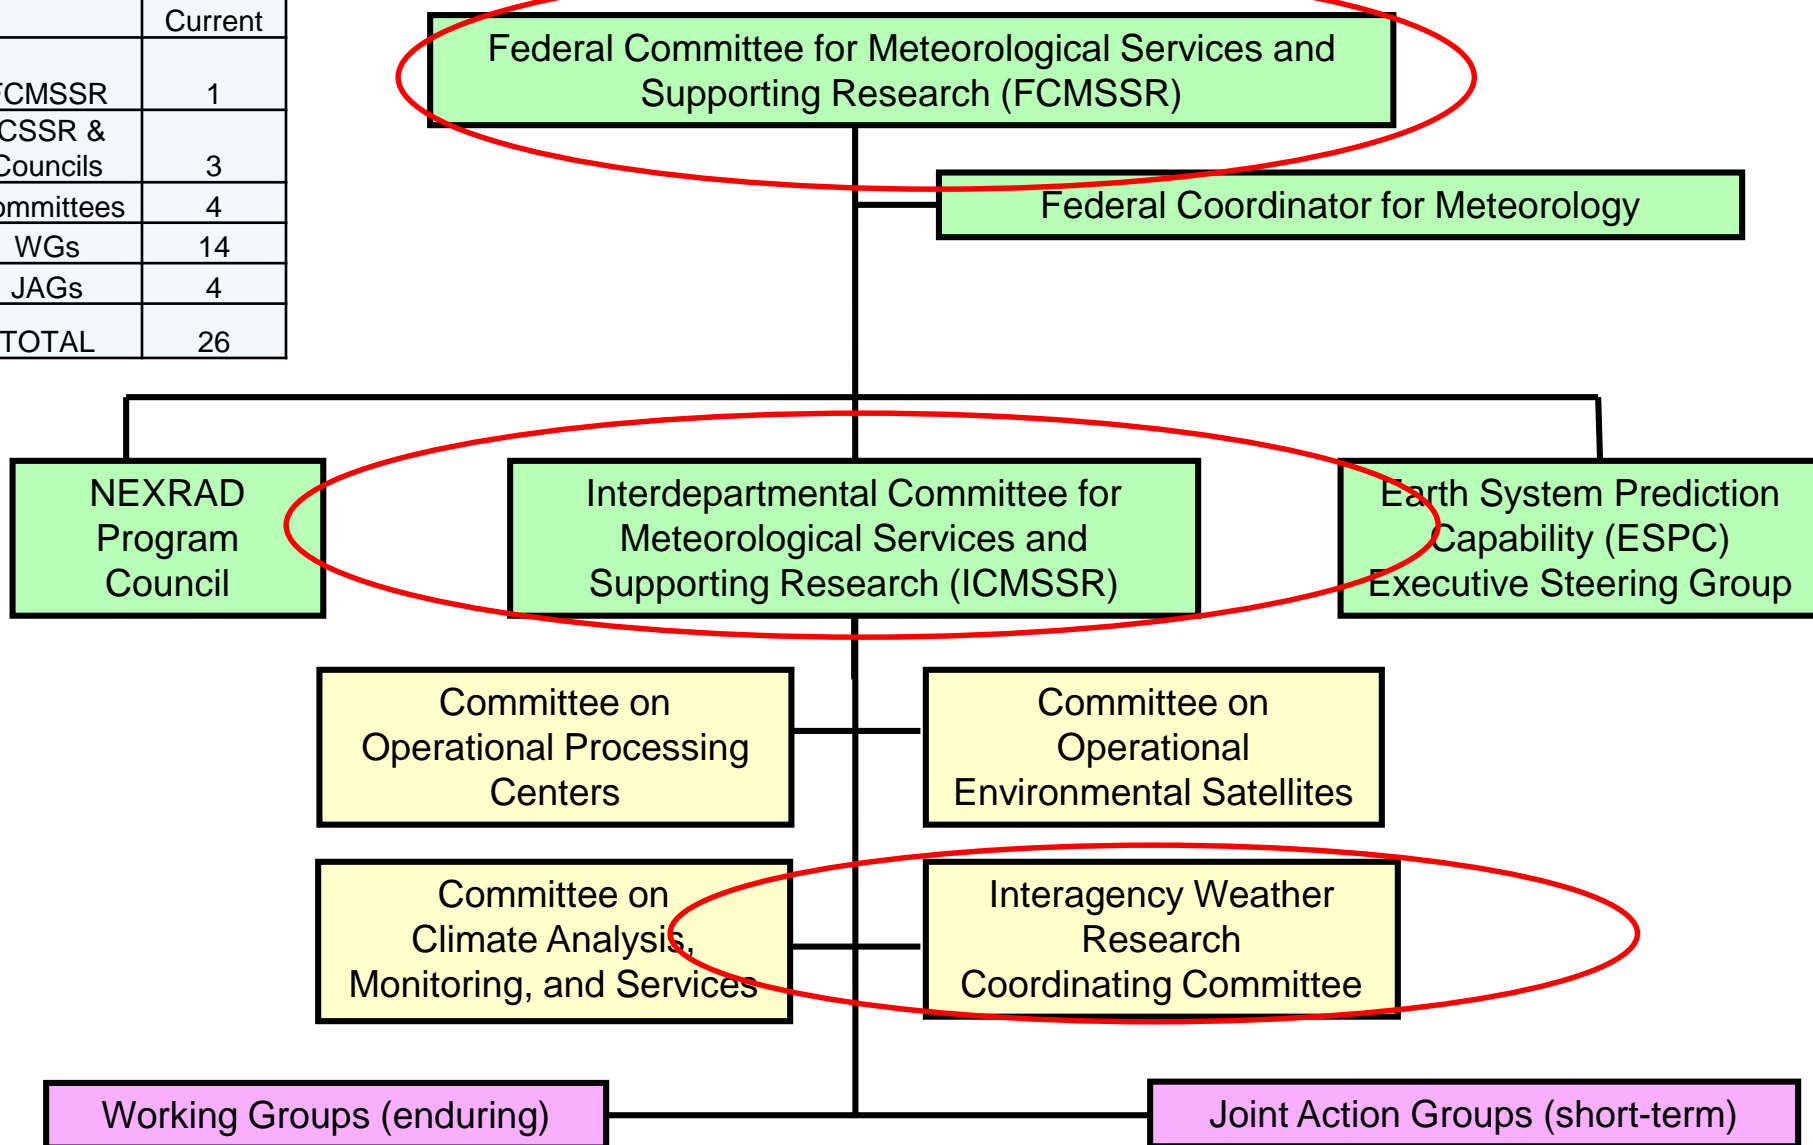 Current
FCMSSR 1
CSSR &
Councils 3
ommittees 4
WGs 14
JAGs 4
TOTAL 26
Federal Committee for Meteorological Services and
Supporting Research (FCMSSR)
Federal Coordinator for Meteorology
NEXRAD
Program
Council
Interdepartmental Committee for
Meteorological Services and
Supporting Research (ICMSSR)
Earth System Prediction
Capability (ESPC)
Executive Steering Group
Committee on
Operational Processing
Centers
Committee on
Operational
Environmental Satellites
Committee on
Climate Analysis,
Monitoring, and Services
Interagency Weather
Research
Coordinating Committee
Working Groups (enduring)
Joint Action Groups (short-term)